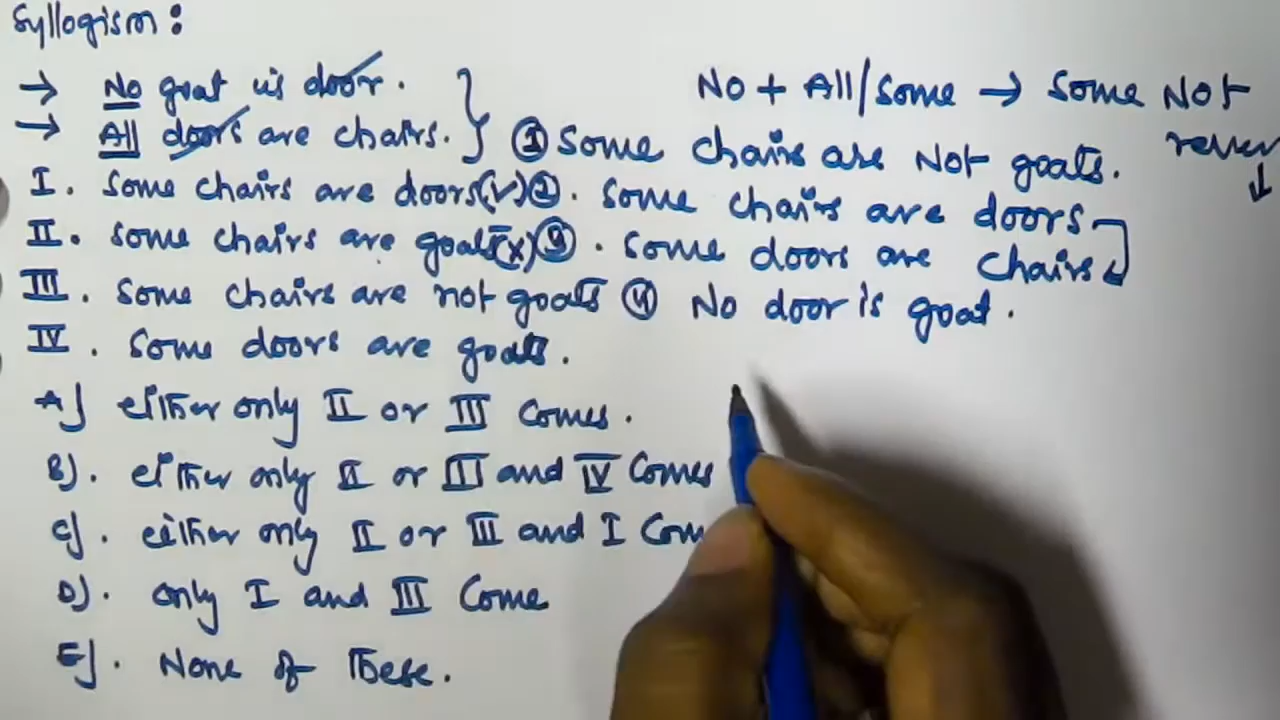 Syllogism:
→ No goat is door.
→ All doors are chairs.
No + All/Some → Some Not
rever
① Some chairs are Not goats.
I. Some chairs are doors(✓) ②. Some chairs are doors
II. Some chairs are goats(x) ③. Some doors are chairs
III. Some chairs are not goats ④ No door is goat.
IV. Some doors are goats.
A) either only II or III Comes.
B). either only II or III and IV Comes
C). either only II or III and I Com
D). only I and III Come
E). None of These.